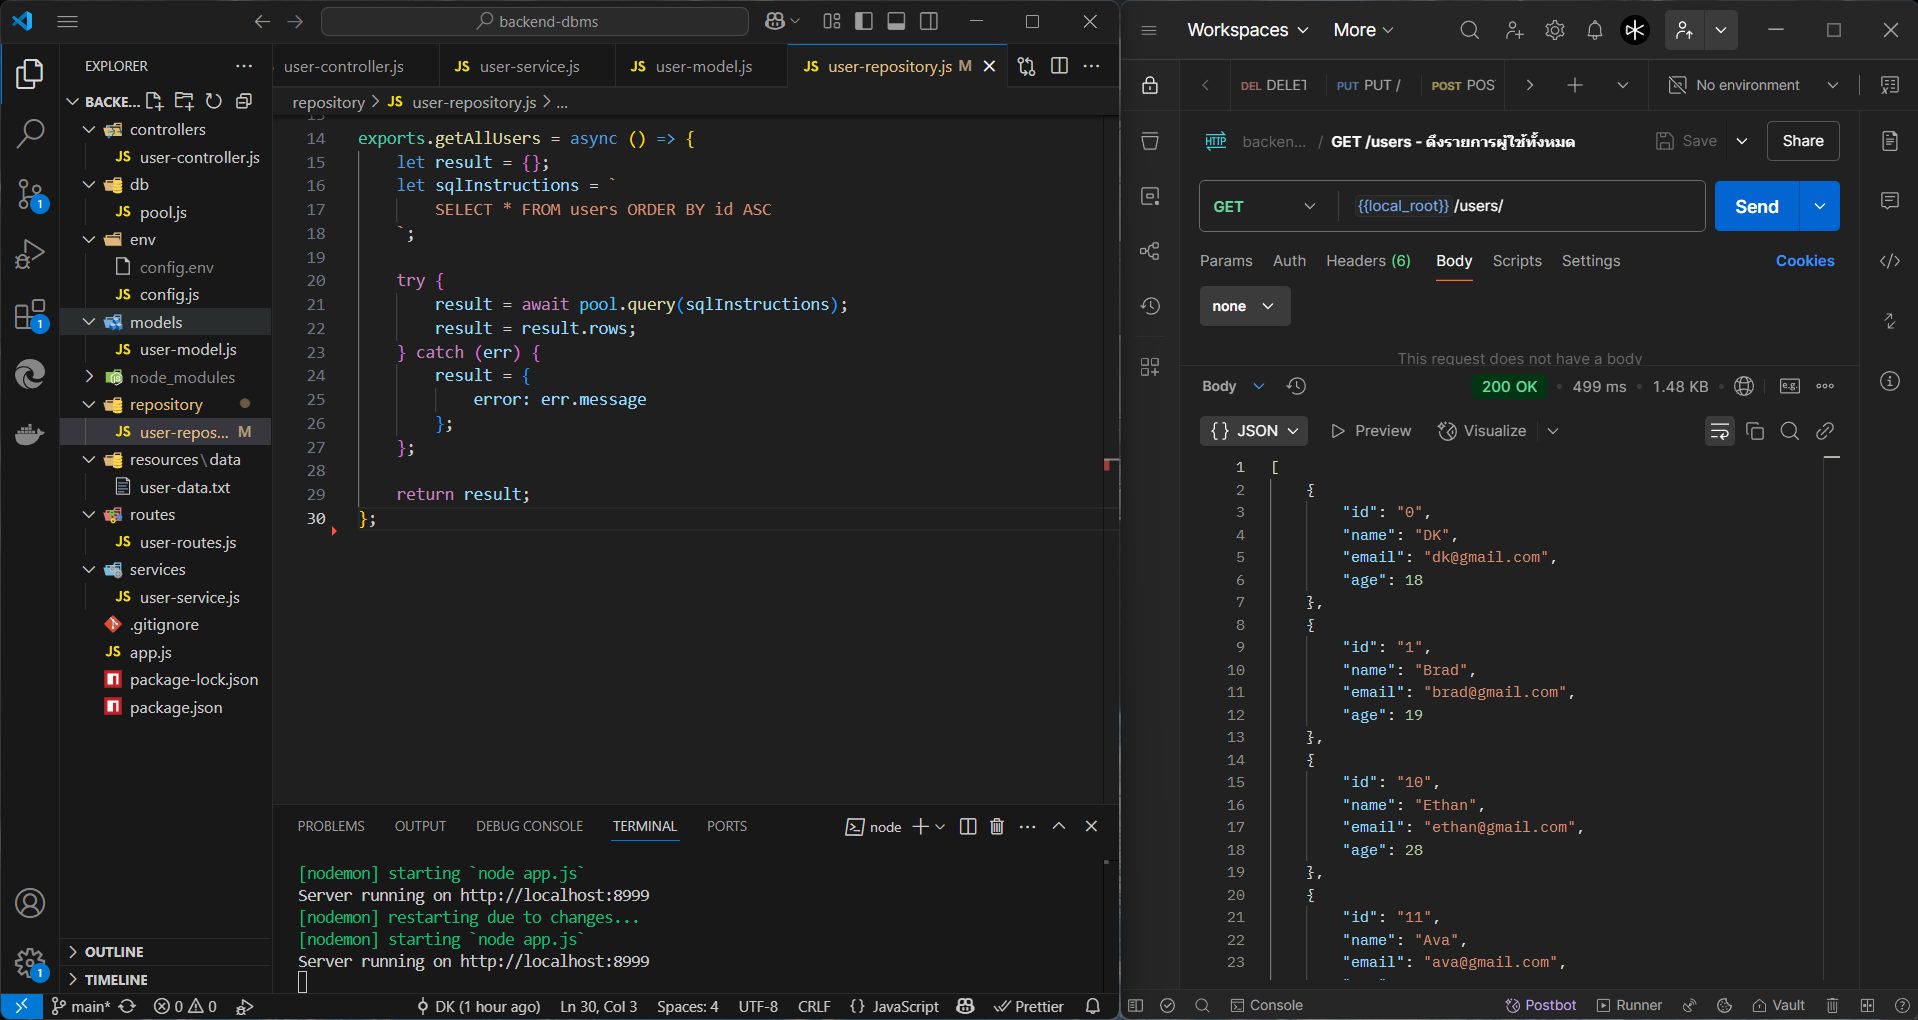 backend-dbms
EXPLORER
BACKE...
controllers
user-controller.js
db
pool.js
env
config.env
config.js
models
user-model.js
node_modules
repository
user-repos... M
resources\data
user-data.txt
routes
user-routes.js
services
user-service.js
.gitignore
app.js
package-lock.json
package.json
OUTLINE
TIMELINE
1
1
1
user-controller.js
JS user-service.js
JS user-model.js
JS user-repository.js M
repository > JS user-repository.js > ...
14 exports.getAllUsers = async () => {
15 let result = {};
16 let sqlInstructions = `
17 SELECT * FROM users ORDER BY id ASC
18 `;
19
20 try {
21 result = await pool.query(sqlInstructions);
22 result = result.rows;
23 } catch (err) {
24 result = {
25 error: err.message
26 };
27 };
28
29 return result;
30 };
PROBLEMS OUTPUT DEBUG CONSOLE TERMINAL PORTS
node
[nodemon] starting `node app.js`
Server running on http://localhost:8999
[nodemon] restarting due to changes...
[nodemon] starting `node app.js`
Server running on http://localhost:8999
main* 0 0 DK (1 hour ago) Ln 30, Col 3 Spaces: 4 UTF-8 CRLF {} JavaScript Prettier
Workspaces More
DEL DELET PUT PUT / POST POS No environment
HTTP backen... / GET /users - ดึงรายการผู้ใช้ทั้งหมด Save Share
GET {{local_root}} /users/ Send
Params Auth Headers (6) Body Scripts Settings Cookies
none
This request does not have a body
Body 200 OK • 499 ms • 1.48 KB e.g.
{} JSON Preview Visualize
1 [
2 {
3 "id": "0",
4 "name": "DK",
5 "email": "dk@gmail.com",
6 "age": 18
7 },
8 {
9 "id": "1",
10 "name": "Brad",
11 "email": "brad@gmail.com",
12 "age": 19
13 },
14 {
15 "id": "10",
16 "name": "Ethan",
17 "email": "ethan@gmail.com",
18 "age": 28
19 },
20 {
21 "id": "11",
22 "name": "Ava",
23 "email": "ava@gmail.com",
Console Postbot Runner Vault